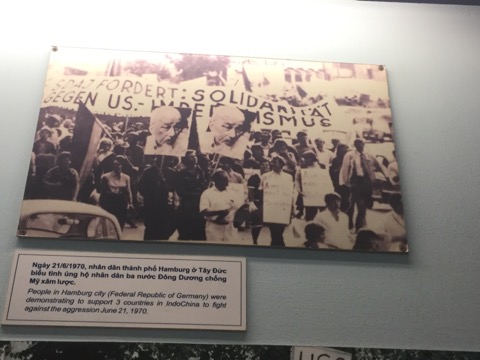 FORDERT: SOLIDARITÄT
GEGEN US.- IMPERIALISMUS
Ngày 21/6/1970, nhân dân thành phố Hamburg ở Tây Đức
biểu tình ủng hộ nhân dân ba nước Đông Dương chống
Mỹ xâm lược.
People in Hamburg city (Federal Republic of Germany) were
demonstrating to support 3 countries in IndoChina to fight
against the aggression June 21, 1970.